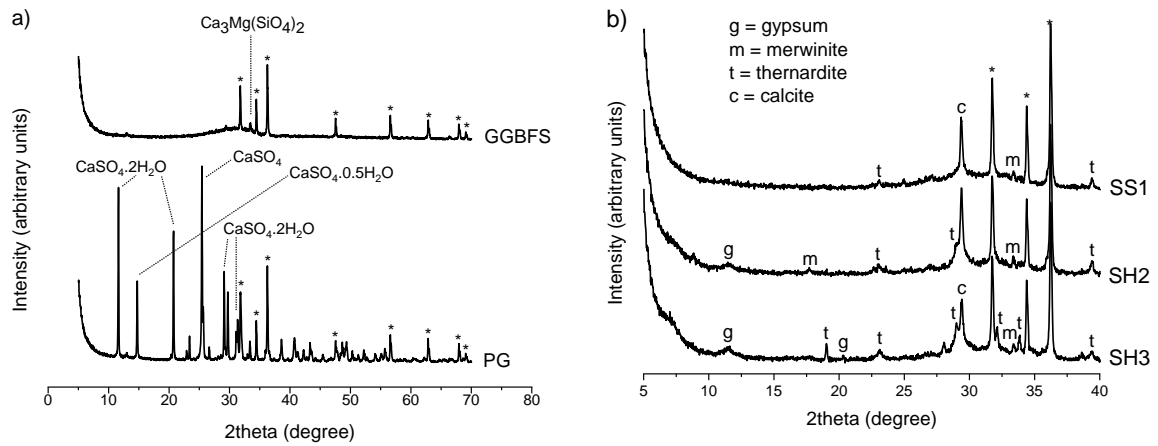 a)
Ca3Mg(SiO4)2
* * * * * * * *
GGBFS
CaSO4
CaSO4.2H2O
CaSO4.0.5H2O
CaSO4.2H2O
* * * * * * * *
PG
Intensity (arbitrary units)
0 10 20 30 40 50 60 70 80
2theta (degree)
b)
g = gypsum
m = merwinite
t = thernardite
c = calcite
*
* *
c
t m t
SS1
g m t t c m t
SH2
g t g t t c t m t t
SH3
Intensity (arbitrary units)
5 10 15 20 25 30 35 40
2theta (degree)